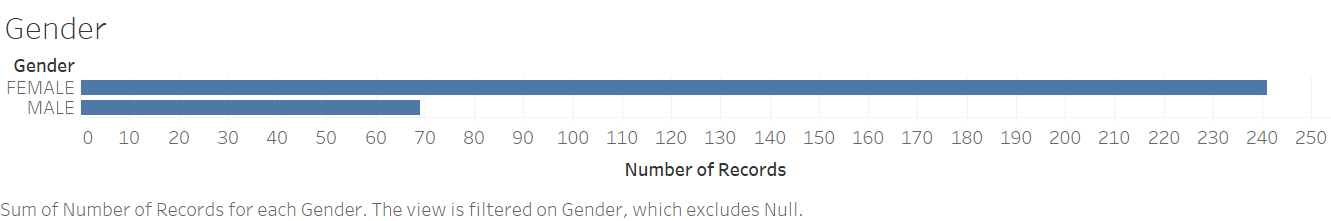 Gender
Gender
FEMALE
MALE
0 10 20 30 40 50 60 70 80 90 100 110 120 130 140 150 160 170 180 190 200 210 220 230 240 250
Number of Records
Sum of Number of Records for each Gender. The view is filtered on Gender, which excludes Null.